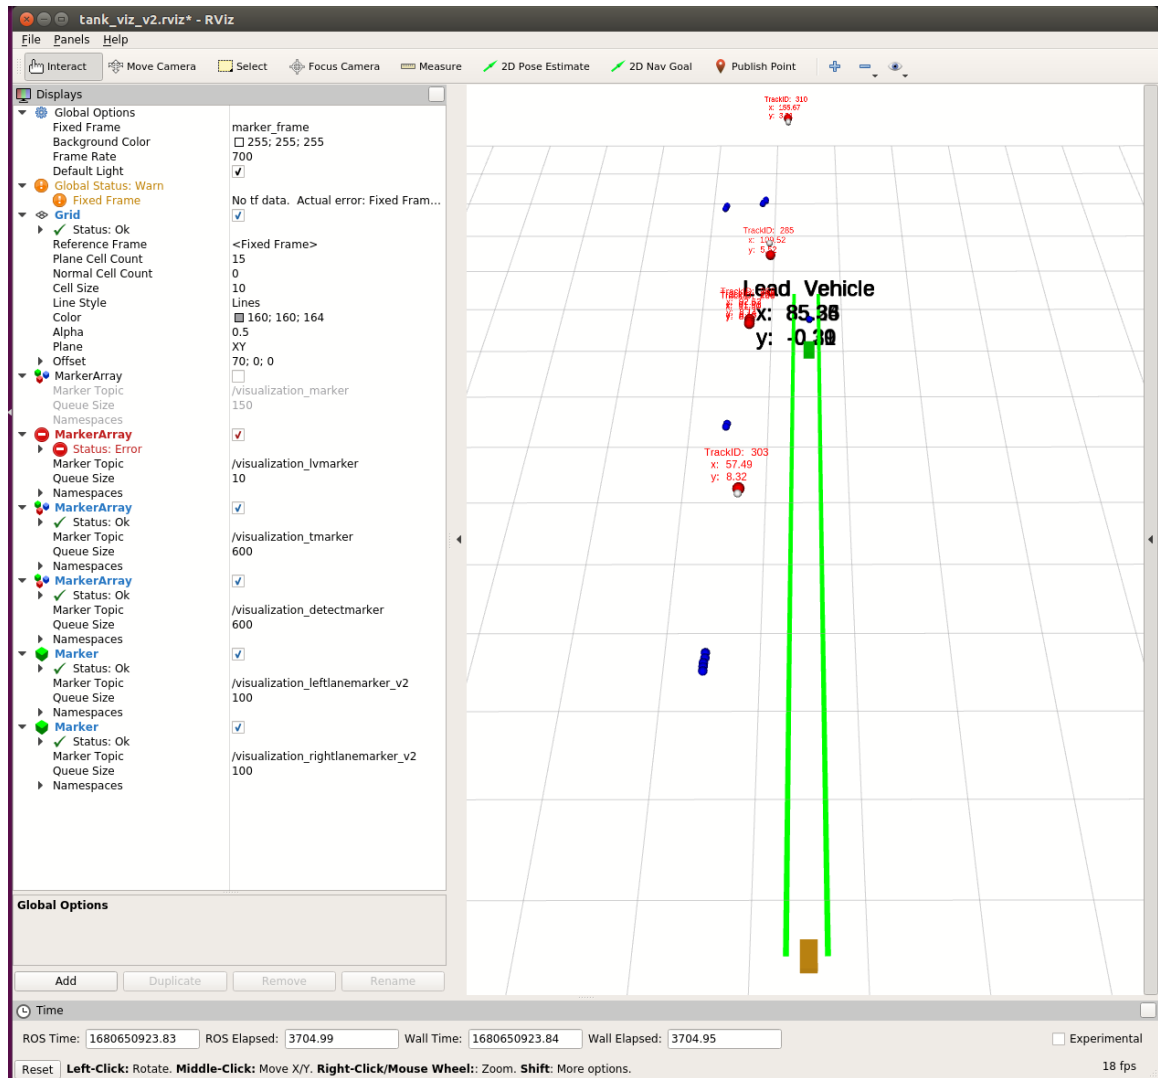 tank_viz_v2.rviz* - RViz
File Panels Help
Interact Move Camera Select Focus Camera Measure 2D Pose Estimate 2D Nav Goal Publish Point
Displays
Global Options
Fixed Frame marker_frame
Background Color 255; 255; 255
Frame Rate 700
Default Light
Global Status: Warn
Fixed Frame No tf data. Actual error: Fixed Fram...
Grid
Status: Ok
Reference Frame <Fixed Frame>
Plane Cell Count 15
Normal Cell Count 0
Cell Size 10
Line Style Lines
Color 160; 160; 164
Alpha 0.5
Plane XY
Offset 70; 0; 0
MarkerArray
Marker Topic /visualization_marker
Queue Size 150
Namespaces
MarkerArray
Status: Error
Marker Topic /visualization_lvmarker
Queue Size 10
Namespaces
MarkerArray
Status: Ok
Marker Topic /visualization_tmarker
Queue Size 600
Namespaces
MarkerArray
Status: Ok
Marker Topic /visualization_detectmarker
Queue Size 600
Namespaces
Marker
Status: Ok
Marker Topic /visualization_leftlanemarker_v2
Queue Size 100
Namespaces
Marker
Status: Ok
Marker Topic /visualization_rightlanemarker_v2
Queue Size 100
Namespaces
Global Options
Add Duplicate Remove Rename
TrackID: 310
x: 155.67
y:
TrackID: 285
x:
y:
Lead Vehicle
x:
y:
TrackID: 303
x: 57.49
y: 8.32
Time
ROS Time: 1680650923.83 ROS Elapsed: 3704.99 Wall Time: 1680650923.84 Wall Elapsed: 3704.95 Experimental
Reset Left-Click: Rotate. Middle-Click: Move X/Y. Right-Click/Mouse Wheel:: Zoom. Shift: More options. 18 fps